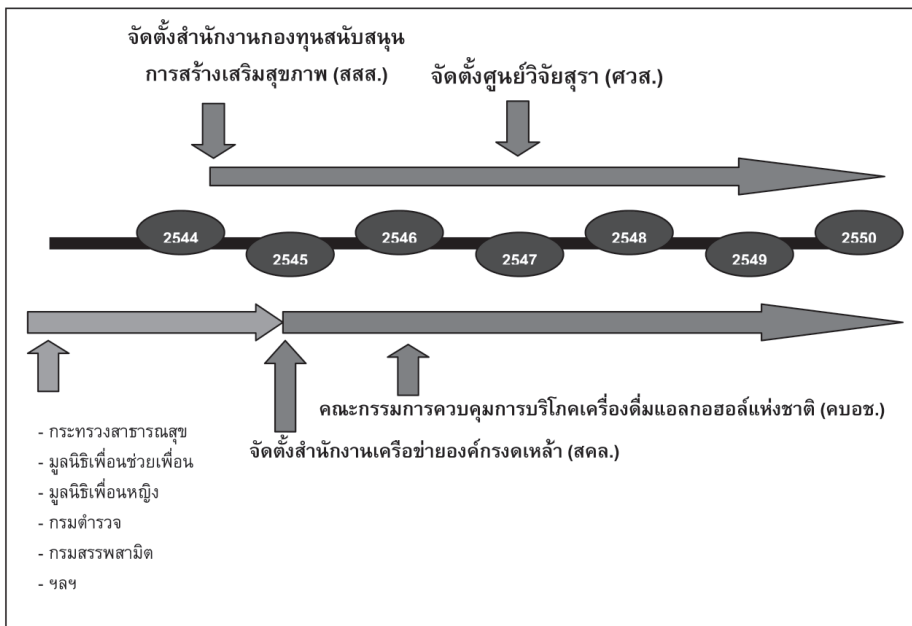 จัดตั้งสำนักงานกองทุนสนับสนุน
การสร้างเสริมสุขภาพ (สสส.)
จัดตั้งศูนย์วิจัยสุรา (ศวส.)
2544
2545
2546
2547
2548
2549
2550
คณะกรรมการควบคุมการบริโภคเครื่องดื่มแอลกอฮอล์แห่งชาติ (คบอช.)
จัดตั้งสำนักงานเครือข่ายองค์กรงดเหล้า (สคล.)
- กระทรวงสาธารณสุข
- มูลนิธิเพื่อนช่วยเพื่อน
- มูลนิธิเพื่อนหญิง
- กรมตำรวจ
- กรมสรรพสามิต
- ฯลฯ